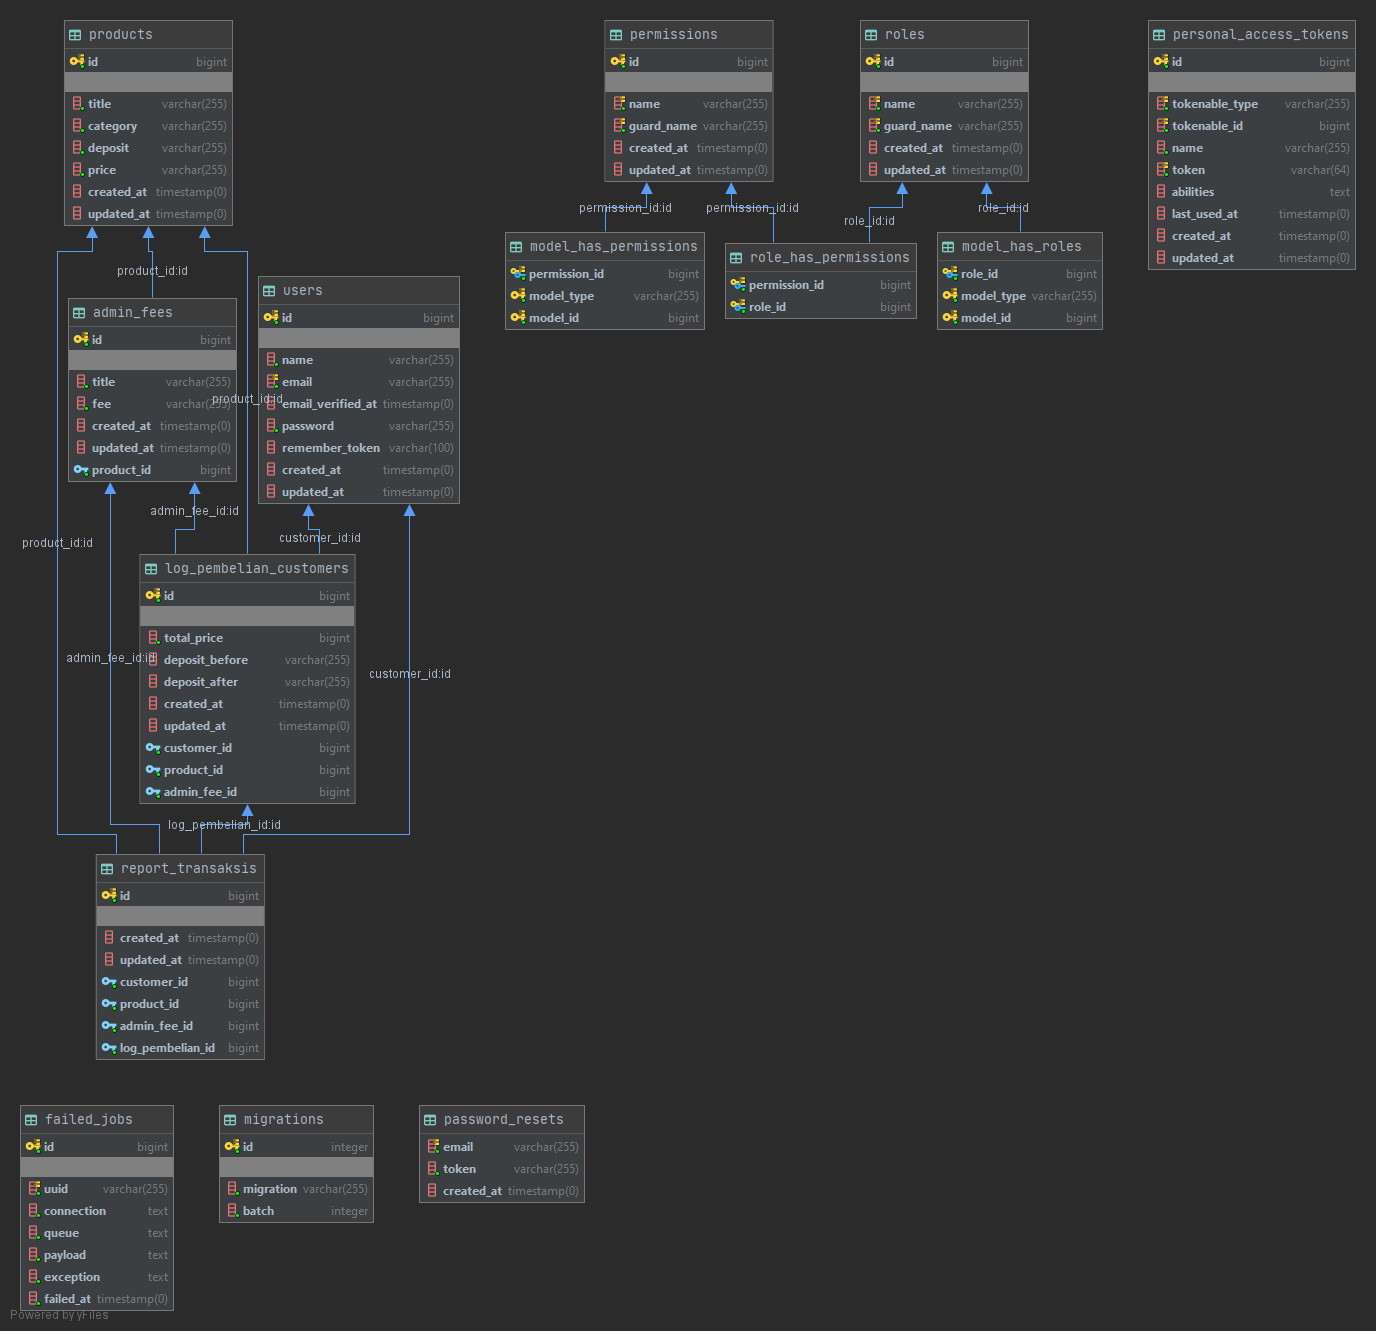 products
id bigint
title varchar(255)
category varchar(255)
deposit varchar(255)
price varchar(255)
created_at timestamp(0)
updated_at timestamp(0)
permissions
id bigint
name varchar(255)
guard_name varchar(255)
created_at timestamp(0)
updated_at timestamp(0)
roles
id bigint
name varchar(255)
guard_name varchar(255)
created_at timestamp(0)
updated_at timestamp(0)
personal_access_tokens
id bigint
tokenable_type varchar(255)
tokenable_id bigint
name varchar(255)
token varchar(64)
abilities text
last_used_at timestamp(0)
created_at timestamp(0)
updated_at timestamp(0)
permission_id:id
permission_id:id
role_id:id
role_id:id
model_has_permissions
permission_id bigint
model_type varchar(255)
model_id bigint
role_has_permissions
permission_id bigint
role_id bigint
model_has_roles
role_id bigint
model_type varchar(255)
model_id bigint
product_id:id
admin_fees
id bigint
title varchar(255)
fee varchar(255)
created_at timestamp(0)
updated_at timestamp(0)
product_id bigint
users
id bigint
name varchar(255)
email varchar(255)
email_verified_at timestamp(0)
password varchar(255)
remember_token varchar(100)
created_at timestamp(0)
updated_at timestamp(0)
product_id:id
admin_fee_id:id
customer_id:id
product_id:id
log_pembelian_customers
id bigint
total_price bigint
deposit_before varchar(255)
deposit_after varchar(255)
created_at timestamp(0)
updated_at timestamp(0)
customer_id bigint
product_id bigint
admin_fee_id bigint
admin_fee_id:id
customer_id:id
log_pembelian_id:id
report_transaksis
id bigint
created_at timestamp(0)
updated_at timestamp(0)
customer_id bigint
product_id bigint
admin_fee_id bigint
log_pembelian_id bigint
failed_jobs
id bigint
uuid varchar(255)
connection text
queue text
payload text
exception text
failed_at timestamp(0)
migrations
id integer
migration varchar(255)
batch integer
password_resets
email varchar(255)
token varchar(255)
created_at timestamp(0)
Powered by yFiles